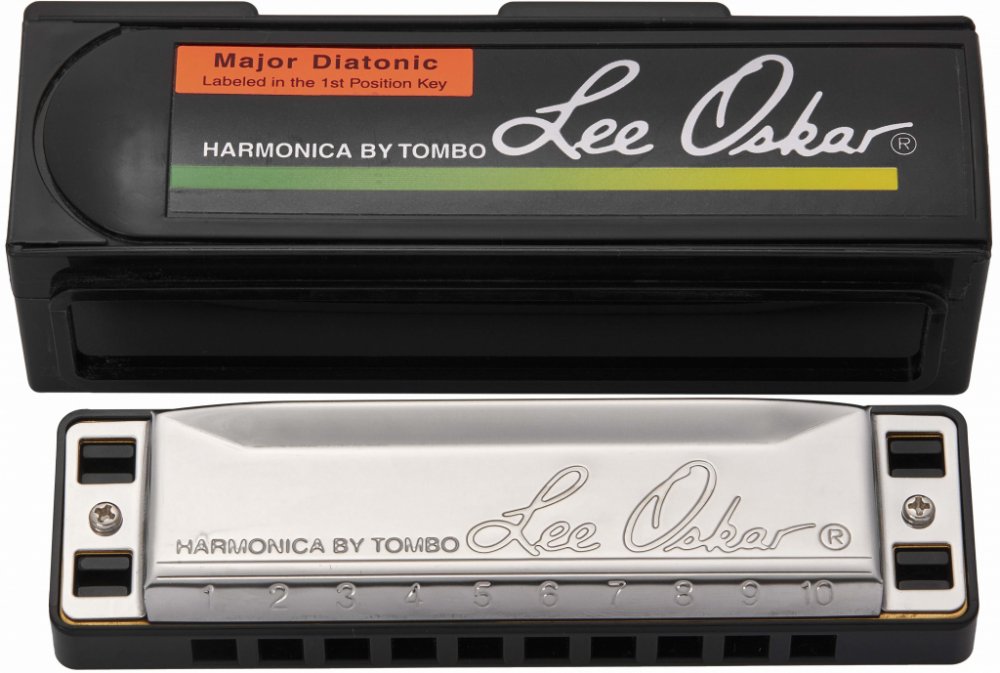 Major Diatonic
Labeled in the 1st Position Key
HARMONICA BY TOMBO Lee Oskar ®
HARMONICA BY TOMBO Lee Oskar ®
1 2 3 4 5 6 7 8 9 10